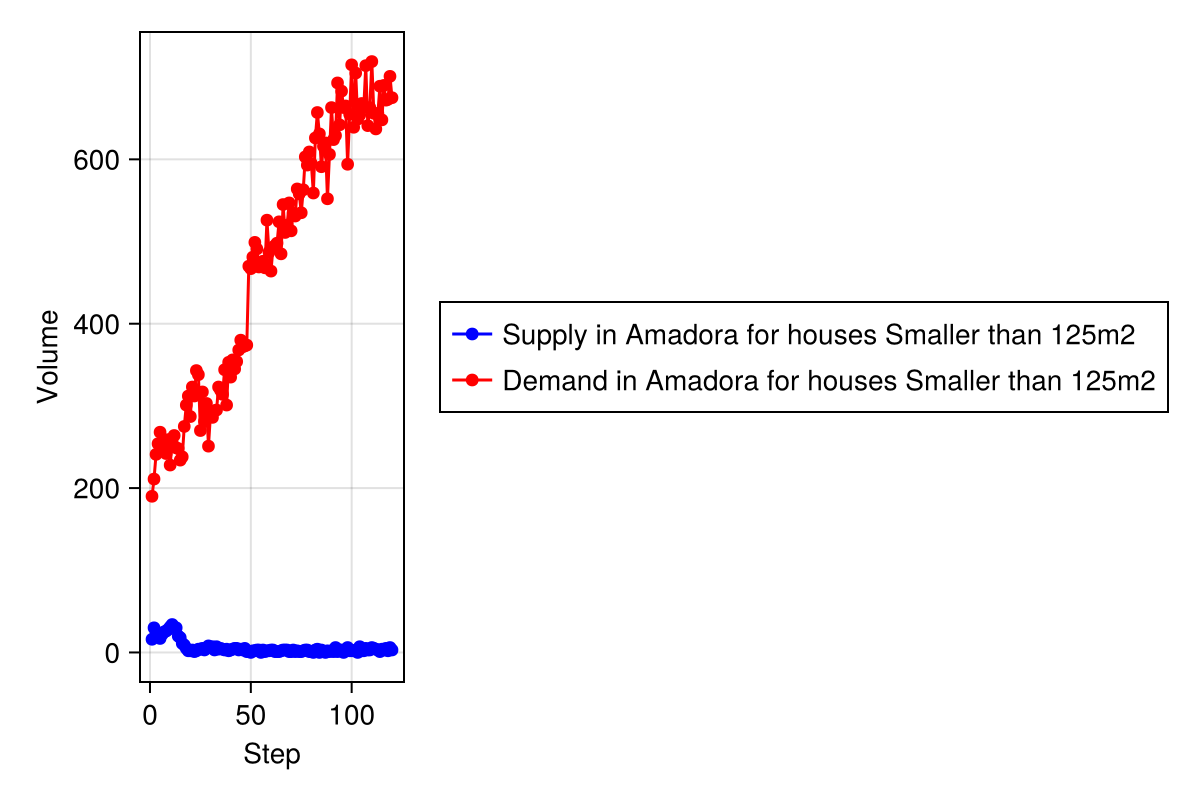 Volume
600
400
200
0
0 50 100
Step
Supply in Amadora for houses Smaller than 125m2
Demand in Amadora for houses Smaller than 125m2